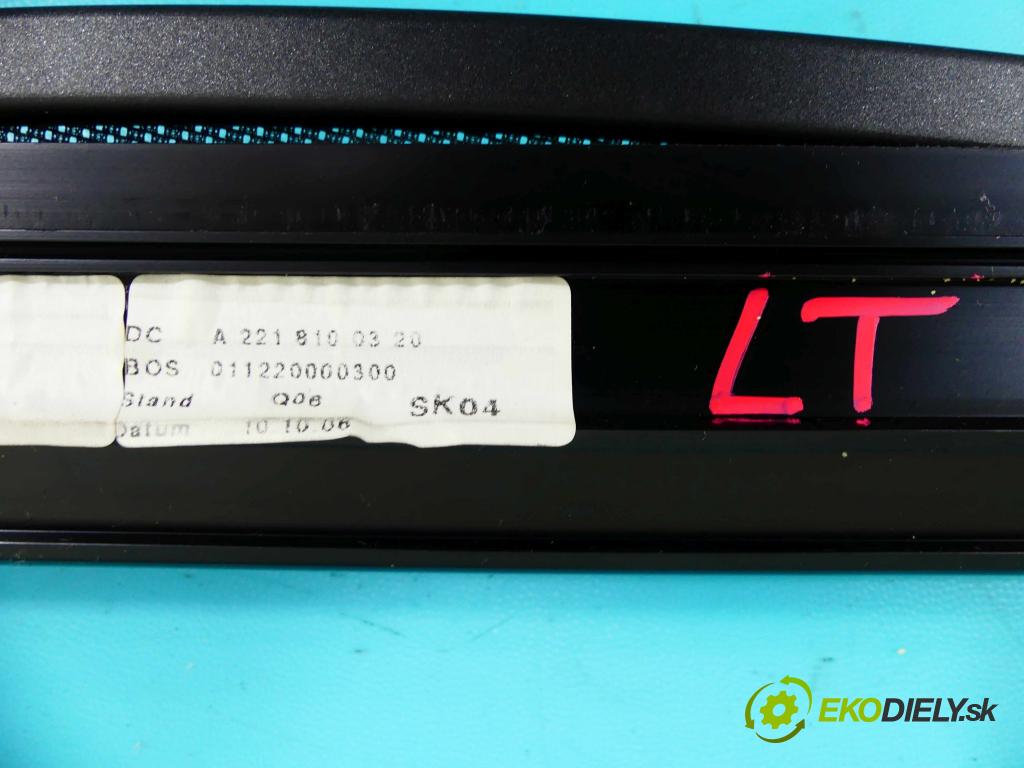 DC A 221 810 03 20
BOS 011220000300
Stand Q06 SK04
Datum 10.10.06
LT
EKODIELY.sk